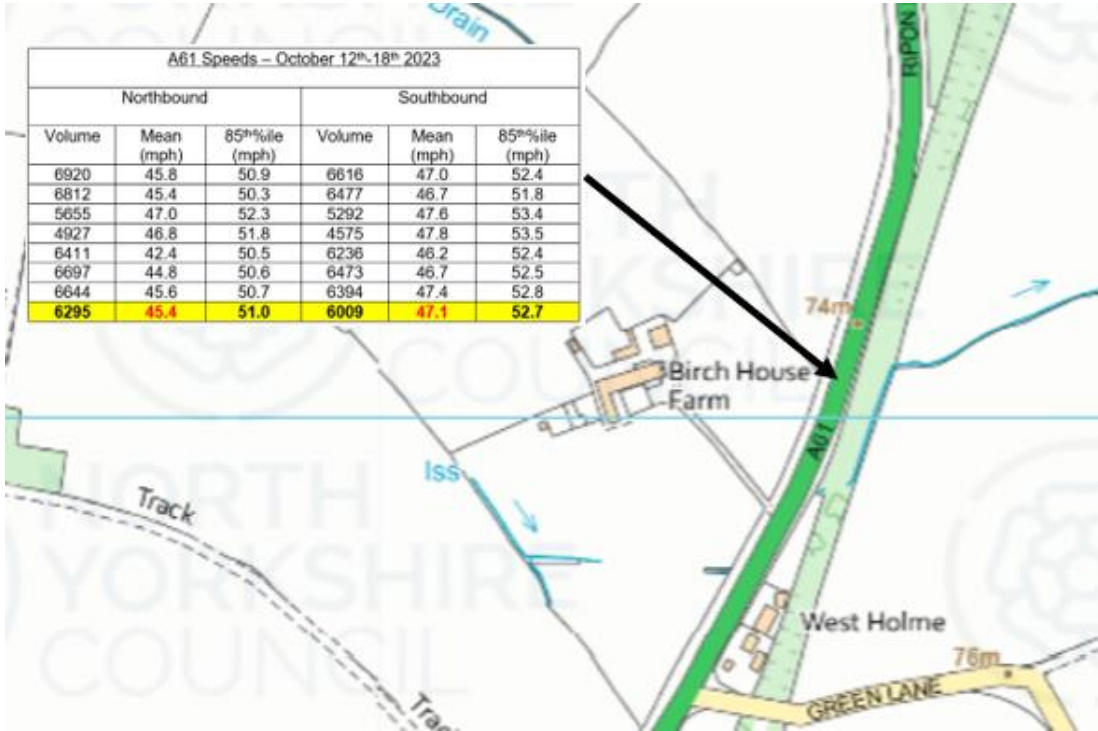 Drain
RIPON
A61 Speeds – October 12th-18th 2023
Northbound Southbound
Volume Mean (mph) 85th%ile (mph) Volume Mean (mph) 85th%ile (mph)
6920 45.8 50.9 6616 47.0 52.4
6812 45.4 50.3 6477 46.7 51.8
5655 47.0 52.3 5292 47.6 53.4
4927 46.8 51.8 4575 47.8 53.5
6411 42.4 50.5 6236 46.2 52.4
6697 44.8 50.6 6473 46.7 52.5
6644 45.6 50.7 6394 47.4 52.8
6295 45.4 51.0 6009 47.1 52.7
74m
Birch House
Farm
A61
Iss
Track
West Holme
76m
GREEN LANE
Track
NORTH
YORKSHIRE
COUNCIL
NORTH
YORKSHIRE
COUNCIL